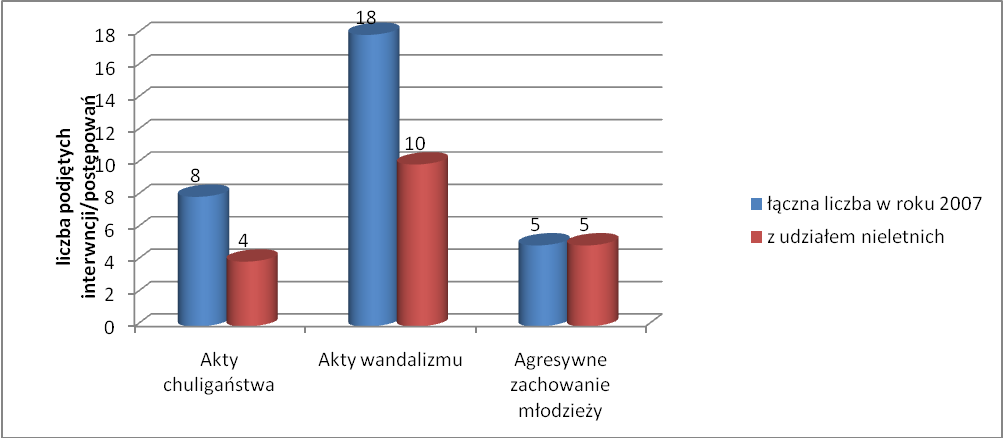 liczba podjętych
interwncji/postępowań
18
16
14
12
10
8
6
4
2
0
8
4
18
10
5
5
Akty
chuligaństwa
Akty wandalizmu
Agresywne
zachowanie
młodzieży
łączna liczba w roku 2007
z udziałem nieletnich